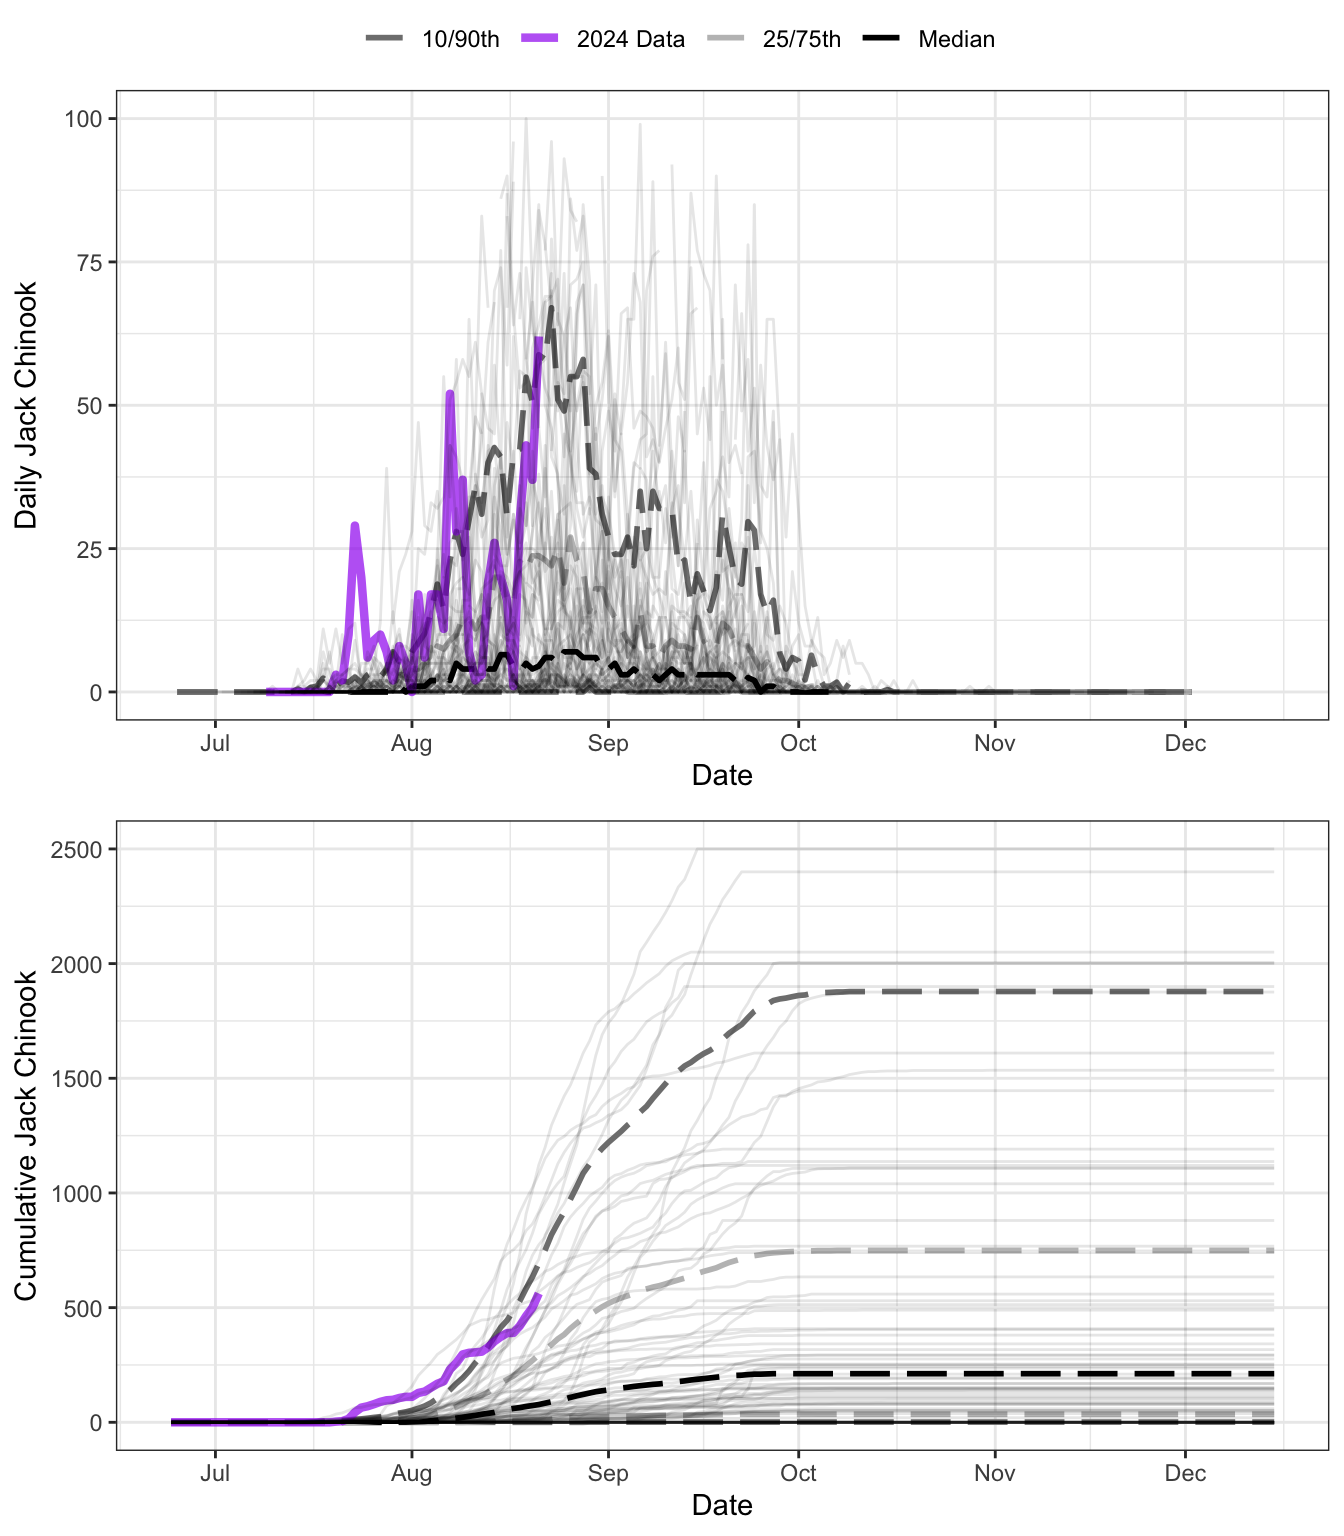 10/90th 2024 Data 25/75th Median
Daily Jack Chinook
100
75
50
25
0
Jul Aug Sep Oct Nov Dec
Date
Cumulative Jack Chinook
2500
2000
1500
1000
500
0
Jul Aug Sep Oct Nov Dec
Date